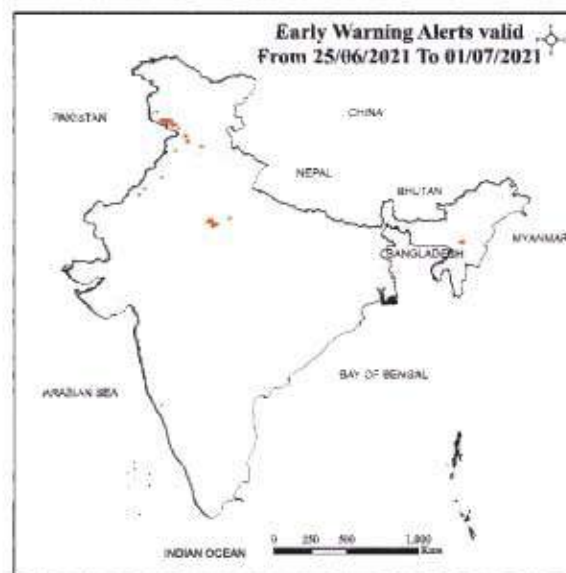 Early Warning Alerts valid
From 25/06/2021 To 01/07/2021
PAKISTAN
CHINA
NEPAL
BHUTAN
MYANMAR
BANGLADESH
BAY OF BENGAL
ARABIAN SEA
INDIAN OCEAN
0 250 500 1,000
Kms